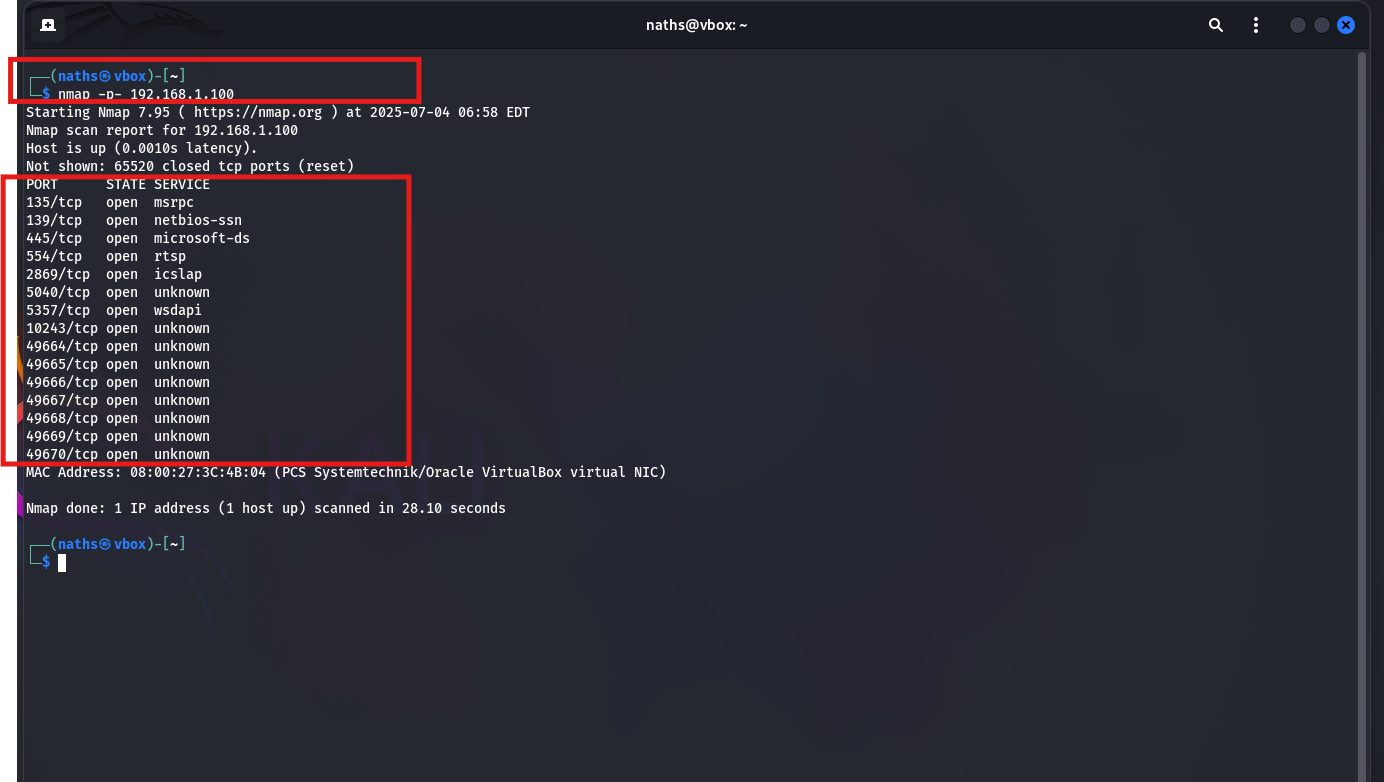 naths@vbox: ~
┌──(naths㉿vbox)-[~]
└─$ nmap -p- 192.168.1.100
Starting Nmap 7.95 ( https://nmap.org ) at 2025-07-04 06:58 EDT
Nmap scan report for 192.168.1.100
Host is up (0.0010s latency).
Not shown: 65520 closed tcp ports (reset)
PORT      STATE SERVICE
135/tcp   open  msrpc
139/tcp   open  netbios-ssn
445/tcp   open  microsoft-ds
554/tcp   open  rtsp
2869/tcp  open  icslap
5040/tcp  open  unknown
5357/tcp  open  wsdapi
10243/tcp open  unknown
49664/tcp open  unknown
49665/tcp open  unknown
49666/tcp open  unknown
49667/tcp open  unknown
49668/tcp open  unknown
49669/tcp open  unknown
49670/tcp open  unknown
MAC Address: 08:00:27:3C:4B:04 (PCS Systemtechnik/Oracle VirtualBox virtual NIC)
Nmap done: 1 IP address (1 host up) scanned in 28.10 seconds
┌──(naths㉿vbox)-[~]
└─$
KALI